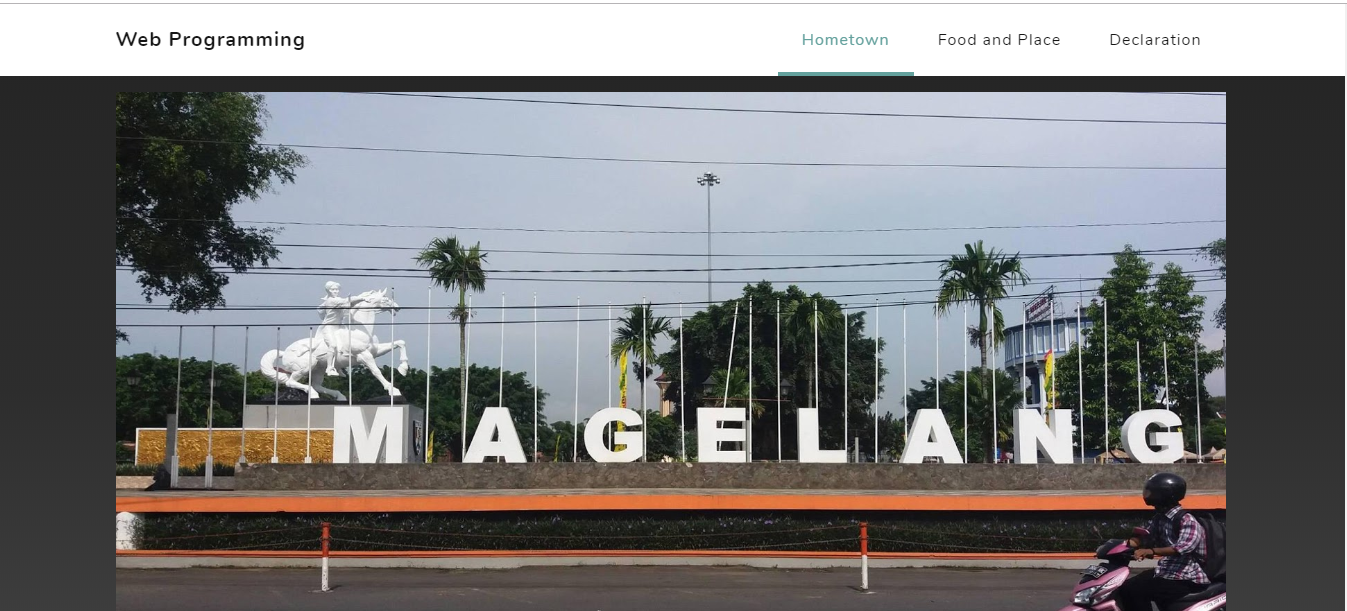 Web Programming
Hometown
Food and Place
Declaration
MAGELANG